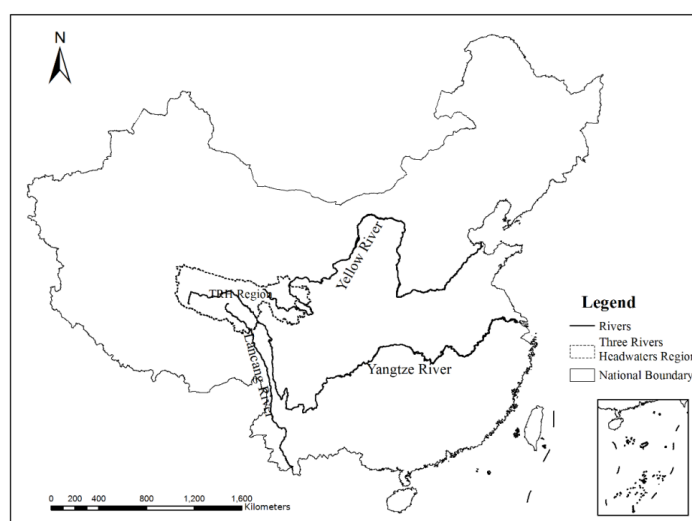 N
Yellow River
TRH Region
Lancang River
Yangtze River
Legend
Rivers
Three Rivers
Headwaters Region
National Boundary
0 200 400 800 1,200 1,600
Kilometers